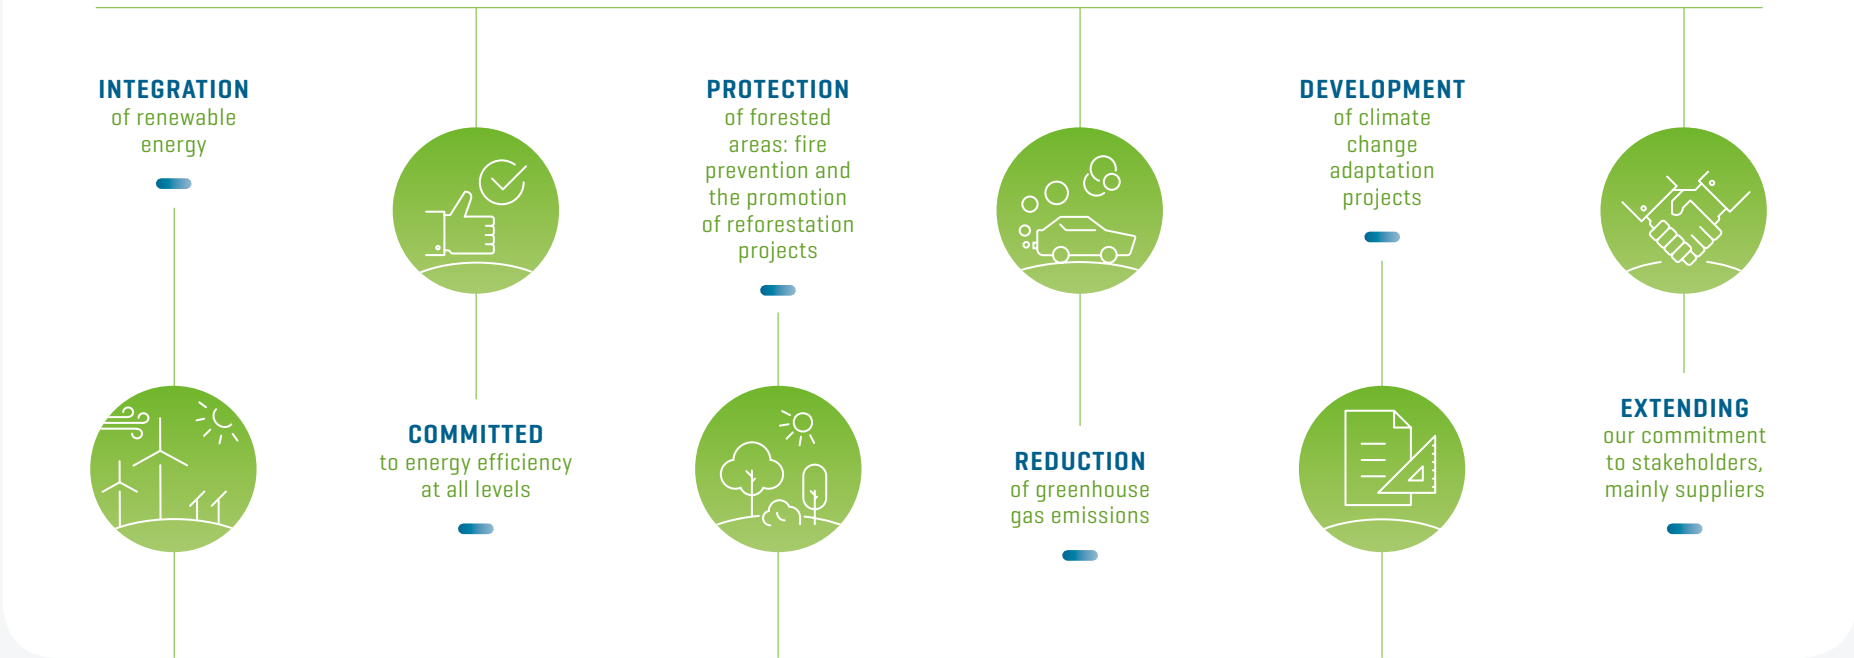 INTEGRATION
of renewable
energy
COMMITTED
to energy efficiency
at all levels
PROTECTION
of forested
areas: fire
prevention and
the promotion
of reforestation
projects
REDUCTION
of greenhouse
gas emissions
DEVELOPMENT
of climate
change
adaptation
projects
EXTENDING
our commitment
to stakeholders,
mainly suppliers